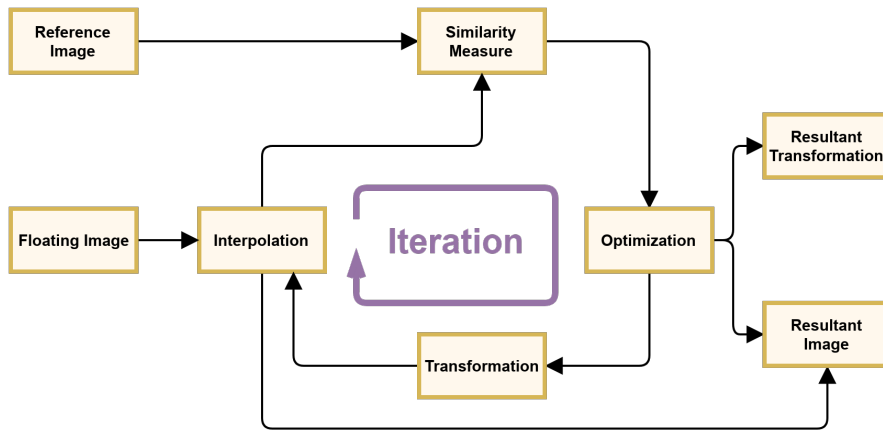 Reference
Image
Similarity
Measure
Resultant
Transformation
Floating Image
Interpolation
Iteration
Optimization
Transformation
Resultant
Image